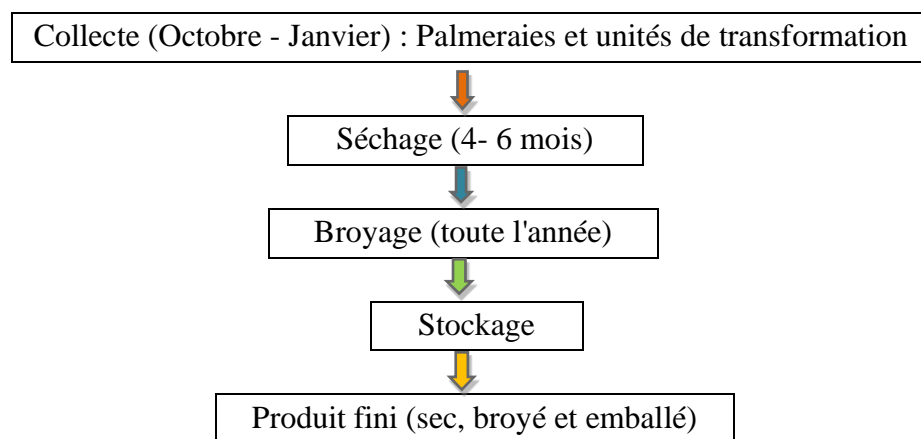 Collecte (Octobre - Janvier) : Palmeraies et unités de transformation
Séchage (4- 6 mois)
Broyage (toute l'année)
Stockage
Produit fini (sec, broyé et emballé)